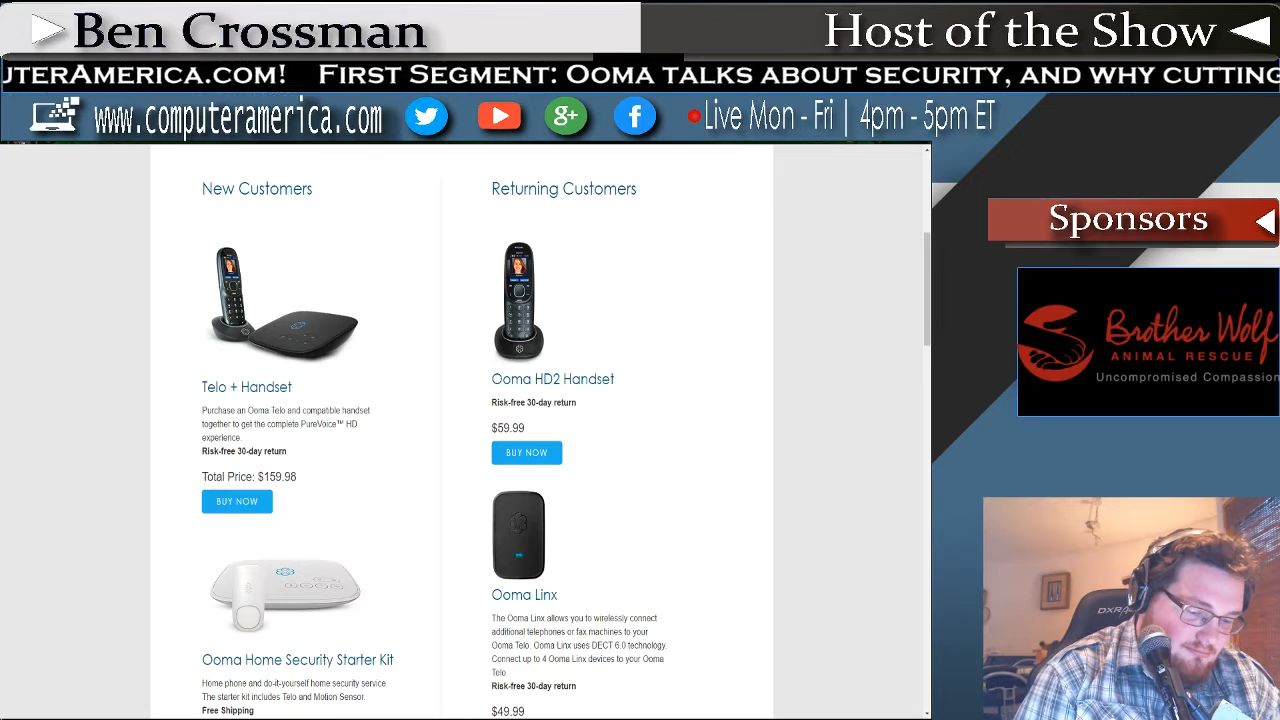 Ben Crossman
Host of the Show
UTERAMERICA.COM! FIRST SEGMENT: OOMA TALKS ABOUT SECURITY, AND WHY CUTTING
www.computeramerica.com
Live Mon - Fri | 4pm - 5pm ET
Sponsors
Brother Wolf
ANIMAL RESCUE
Uncompromised Compassion
New Customers
Telo + Handset
Purchase an Ooma Telo and compatible handset
together to get the complete PureVoice™ HD
experience.
Risk-free 30-day return
Total Price: $159.98
BUY NOW
Ooma Home Security Starter Kit
Home phone and do-it-yourself home security service.
The starter kit includes Telo and Motion Sensor.
Free Shipping
Returning Customers
Ooma HD2 Handset
Risk-free 30-day return
$59.99
BUY NOW
Ooma Linx
The Ooma Linx allows you to wirelessly connect
additional telephones or fax machines to your
Ooma Telo. Ooma Linx uses DECT 6.0 technology.
Connect up to 4 Ooma Linx devices to your Ooma
Telo.
Risk-free 30-day return
$49.99
DXRA